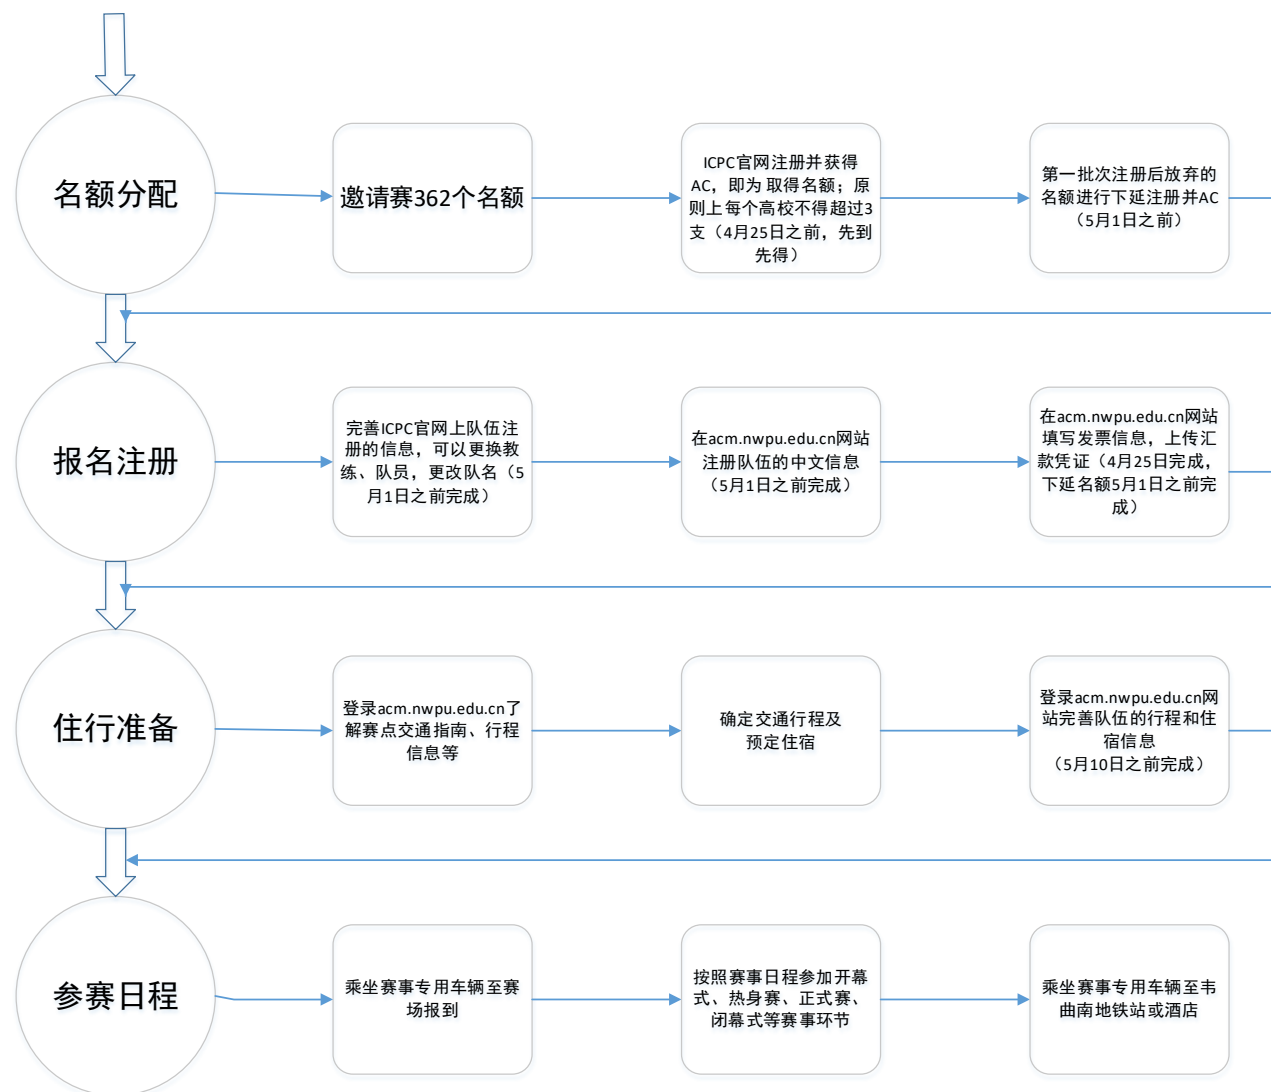 名额分配
邀请赛362个名额
ICPC官网注册并获得
AC，即为 取得名额；原
则上每个高校不得超过3
支（4月25日之前，先到
先得）
第一批次注册后放弃的
名额进行下延注册并AC
（5月1日之前）
报名注册
完善ICPC官网上队伍注
册的信息，可以更换教
练、队员，更改队名（5
月1日之前完成）
在acm.nwpu.edu.cn网站
注册队伍的中文信息
（5月1日之前完成）
在acm.nwpu.edu.cn网站
填写发票信息，上传汇
款凭证（4月25日完成，
下延名额5月1日之前完
成）
住行准备
登录acm.nwpu.edu.cn了
解赛点交通指南、行程
信息等
确定交通行程及
预定住宿
登录acm.nwpu.edu.cn网
站完善队伍的行程和住
宿信息
（5月10日之前完成）
参赛日程
乘坐赛事专用车辆至赛
场报到
按照赛事日程参加开幕
式、热身赛、正式赛、
闭幕式等赛事环节
乘坐赛事专用车辆至韦
曲南地铁站或酒店